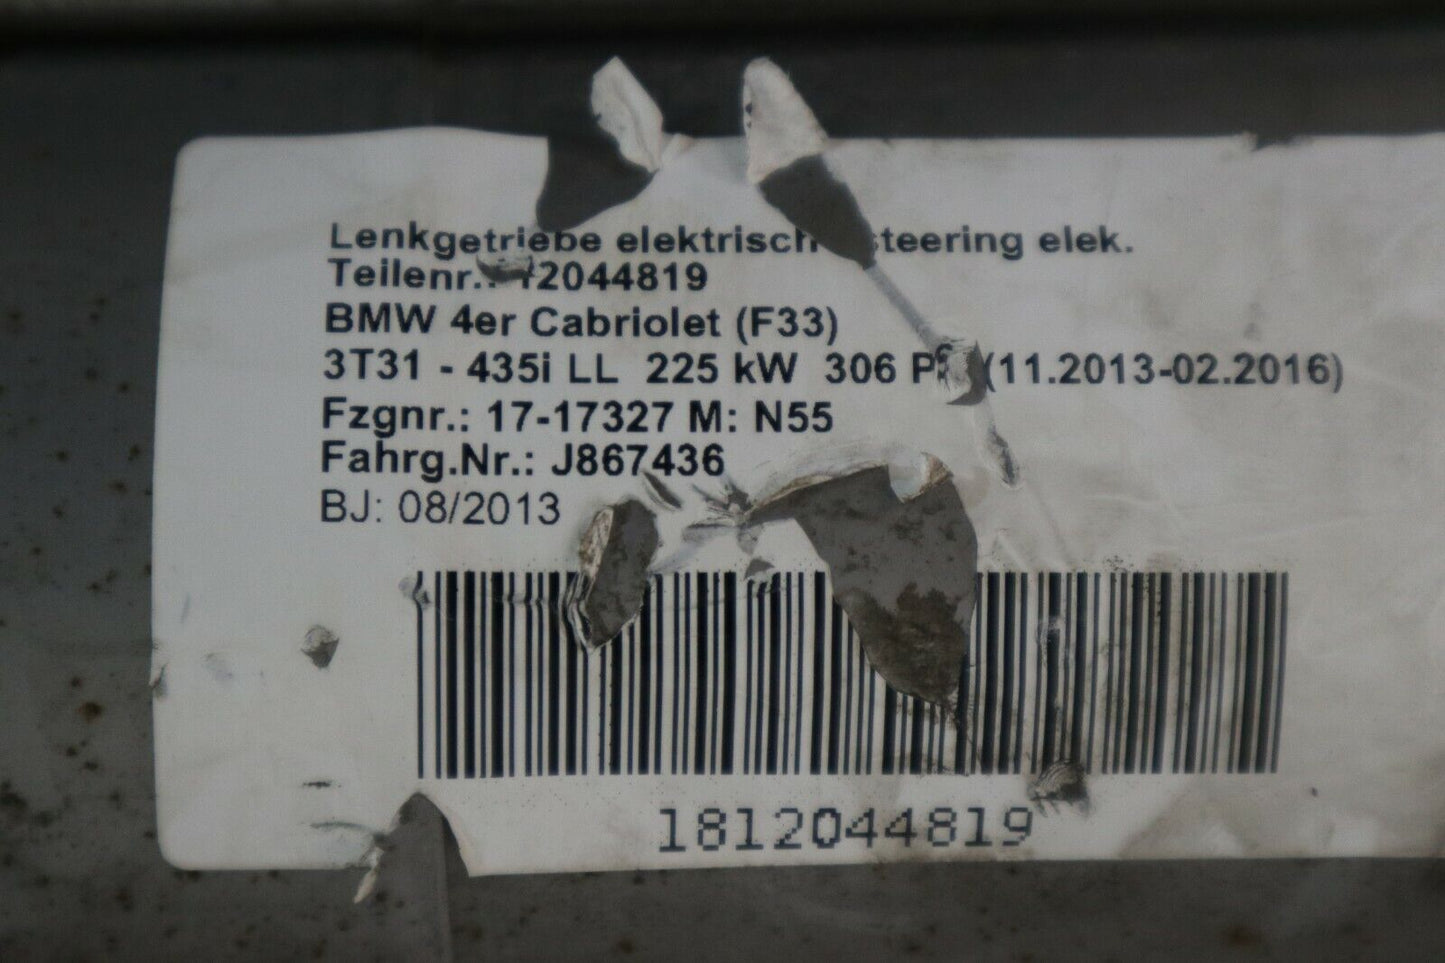 Lenkgetriebe elektrisch steering elek.
Teilenr.: 12044819
BMW 4er Cabriolet (F33)
3T31 - 435i LL 225 kW 306 PS (11.2013-02.2016)
Fzgnr.: 17-17327 M: N55
Fahrg.Nr.: J867436
BJ: 08/2013
1812044819